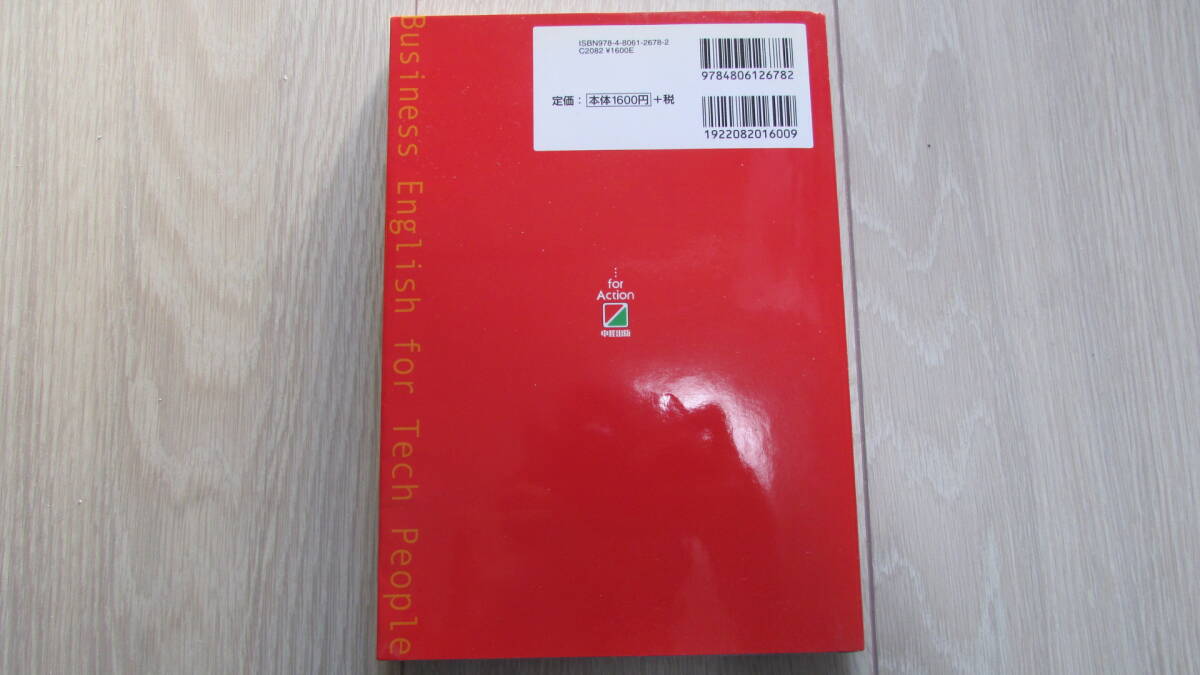 Business English for Tech People
ISBN978-4-8061-2678-2
C2082 ¥1600E
9784806126782
定価：本体1600円+税
1922082016009
for
Action
中経出版